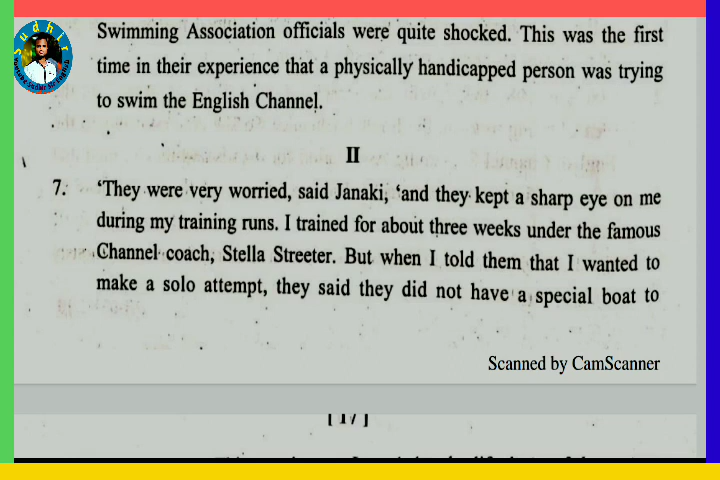 Swimming Association officials were quite shocked. This was the first
time in their experience that a physically handicapped person was trying
to swim the English Channel.
II
7. ‘They were very worried, said Janaki; ‘and they kept a sharp eye on me
during my training runs. I trained for about three weeks under the famous
Channel coach, Stella Streeter. But when I told them that I wanted to
make a solo attempt, they said they did not have a special boat to
Scanned by CamScanner
[ 17 ]
Sudhir